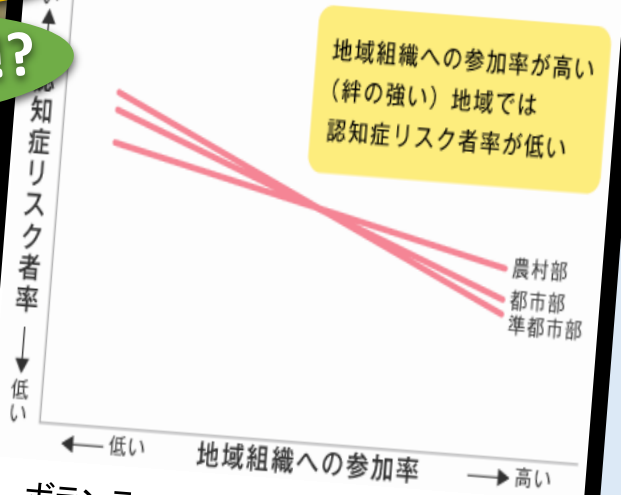 !?
地域組織への参加率が高い
（絆の強い）地域では
認知症リスク者率が低い
い
認知症リスク者率
低い
農村部
都市部
準都市部
低い
地域組織への参加率
高い